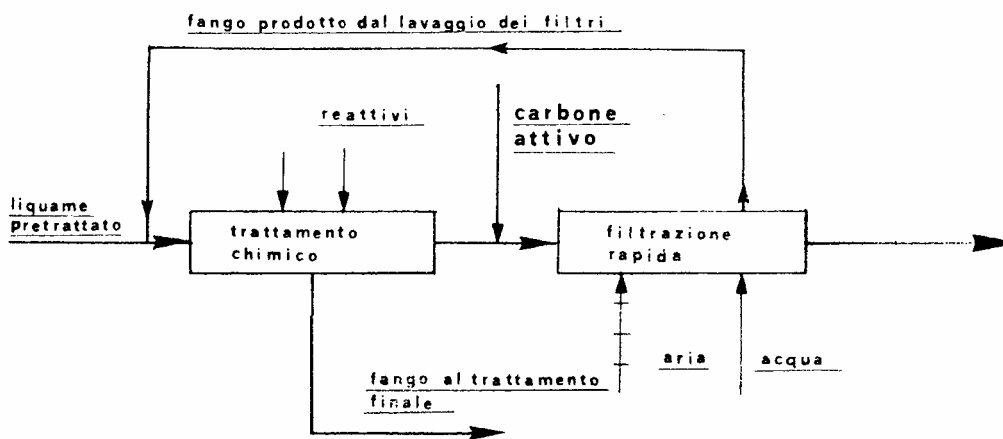 fango prodotto dal lavaggio dei filtri
reattivi
carbone
attivo
liquame
Pretrattato
trattamento
chimico
filtrazione
rapida
aria
acqua
fango al trattamento
finale